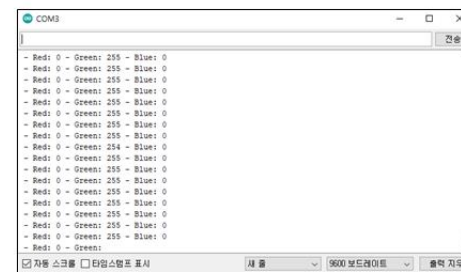 COM3
전송
- Red: 0 - Green: 255 - Blue: 0
- Red: 0 - Green: 255 - Blue: 0
- Red: 0 - Green: 255 - Blue: 0
- Red: 0 - Green: 255 - Blue: 0
- Red: 0 - Green: 255 - Blue: 0
- Red: 0 - Green: 255 - Blue: 0
- Red: 0 - Green: 255 - Blue: 0
- Red: 0 - Green: 255 - Blue: 0
- Red: 0 - Green: 254 - Blue: 0
- Red: 0 - Green: 255 - Blue: 0
- Red: 0 - Green: 255 - Blue: 0
- Red: 0 - Green: 255 - Blue: 0
- Red: 0 - Green: 255 - Blue: 0
- Red: 0 - Green: 255 - Blue: 0
- Red: 0 - Green: 255 - Blue: 0
- Red: 0 - Green: 255 - Blue: 0
- Red: 0 - Green:
자동 스크롤 타임스탬프 표시 새 줄 9600 보드레이트 출력 지우